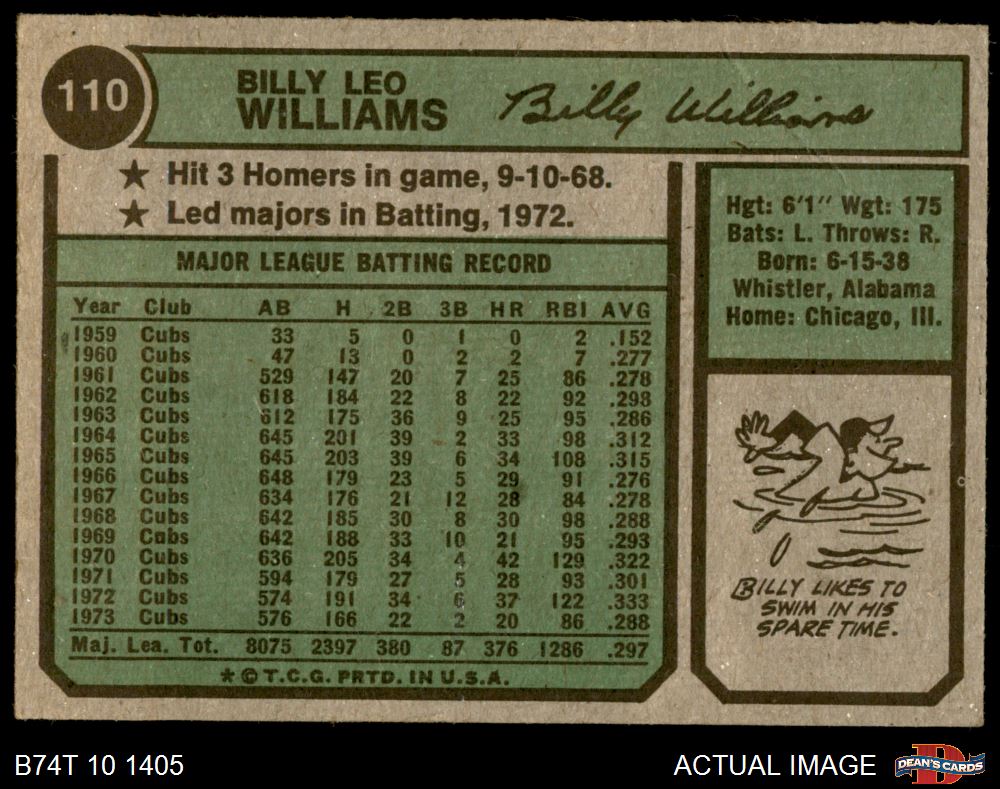 110
BILLY LEO
WILLIAMS
Billy Williams
★ Hit 3 Homers in game, 9-10-68.
★ Led majors in Batting, 1972.
MAJOR LEAGUE BATTING RECORD
Year Club AB H 2B 3B HR RBI AVG
1959 Cubs 33 5 0 1 0 2 .152
1960 Cubs 47 13 0 2 2 7 .277
1961 Cubs 529 147 20 7 25 86 .278
1962 Cubs 618 184 22 8 22 92 .298
1963 Cubs 612 175 36 9 25 95 .286
1964 Cubs 645 201 39 2 33 98 .312
1965 Cubs 645 203 39 6 34 108 .315
1966 Cubs 648 179 23 5 29 91 .276
1967 Cubs 634 176 21 12 28 84 .278
1968 Cubs 642 185 30 8 30 98 .288
1969 Cubs 642 188 33 10 21 95 .293
1970 Cubs 636 205 34 4 42 129 .322
1971 Cubs 594 179 27 5 28 93 .301
1972 Cubs 574 191 34 6 37 122 .333
1973 Cubs 576 166 22 2 20 86 .288
Maj. Lea. Tot. 8075 2397 380 87 376 1286 .297
★ © T.C.G. PRTD. IN U.S.A.
Hgt: 6'1" Wgt: 175
Bats: L. Throws: R.
Born: 6-15-38
Whistler, Alabama
Home: Chicago, Ill.
BILLY LIKES TO
SWIM IN HIS
SPARE TIME.
B74T 10 1405
ACTUAL IMAGE
D
DEAN'S CARDS